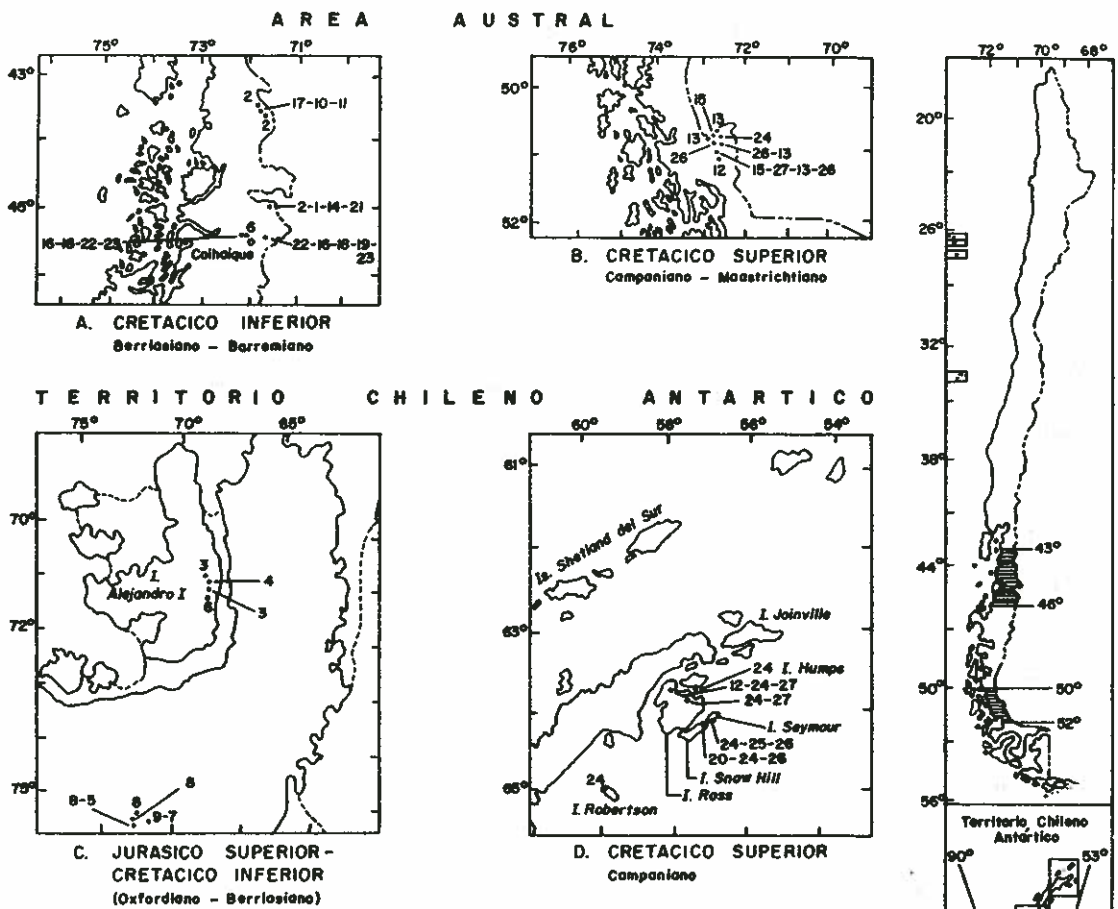 AREA AUSTRAL
75° 73° 71°
43°
2
17-10-11
2
45°
2-1-14-21
6
16-18-22-23
Coihaique
22-16-18-19-
23
A. CRETACICO INFERIOR
Berriasiano - Barremiano
76° 74° 72° 70°
50°
15
13
13
24
26
26-13
12
15-27-13-26
52°
B. CRETACICO SUPERIOR
Campaniano - Maastrichtiano
TERRITORIO CHILENO ANTARTICO
75° 70° 65°
70°
3
4
I.
Alejandro I
6
3
72°
75°
8
8-5
8
9-7
C. JURASICO SUPERIOR-
CRETACICO INFERIOR
(Oxfordiano - Berriasiano)
60° 58° 56° 54°
61°
Is. Shetland del Sur
63°
I. Joinville
24 I. Humps
12-24-27
24-27
I. Seymour
24-25-26
20-24-26
I. Snow Hill
65°
24
I. Ross
I. Robertson
D. CRETACICO SUPERIOR
Campaniano
72° 70° 68°
20°
26°
32°
38°
43°
44°
46°
50°
50°
52°
56°
Territorio Chileno
Antártico
90°
53°